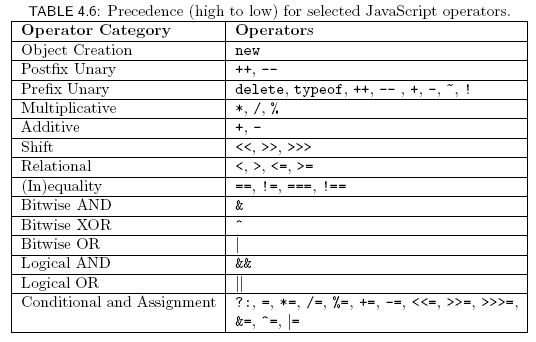 TABLE 4.6: Precedence (high to low) for selected JavaScript operators.
Operator Category Operators
Object Creation new
Postfix Unary ++, --
Prefix Unary delete, typeof, ++, -- , +, -, ~, !
Multiplicative *, /, %
Additive +, -
Shift <<, >>, >>>
Relational <, >, <=, >=
(In)equality ==, !=, ===, !==
Bitwise AND &
Bitwise XOR ^
Bitwise OR |
Logical AND &&
Logical OR ||
Conditional and Assignment ?:, =, *=, /=, %=, +=, -=, <<=, >>=, >>>=,
&=, ^=, |=